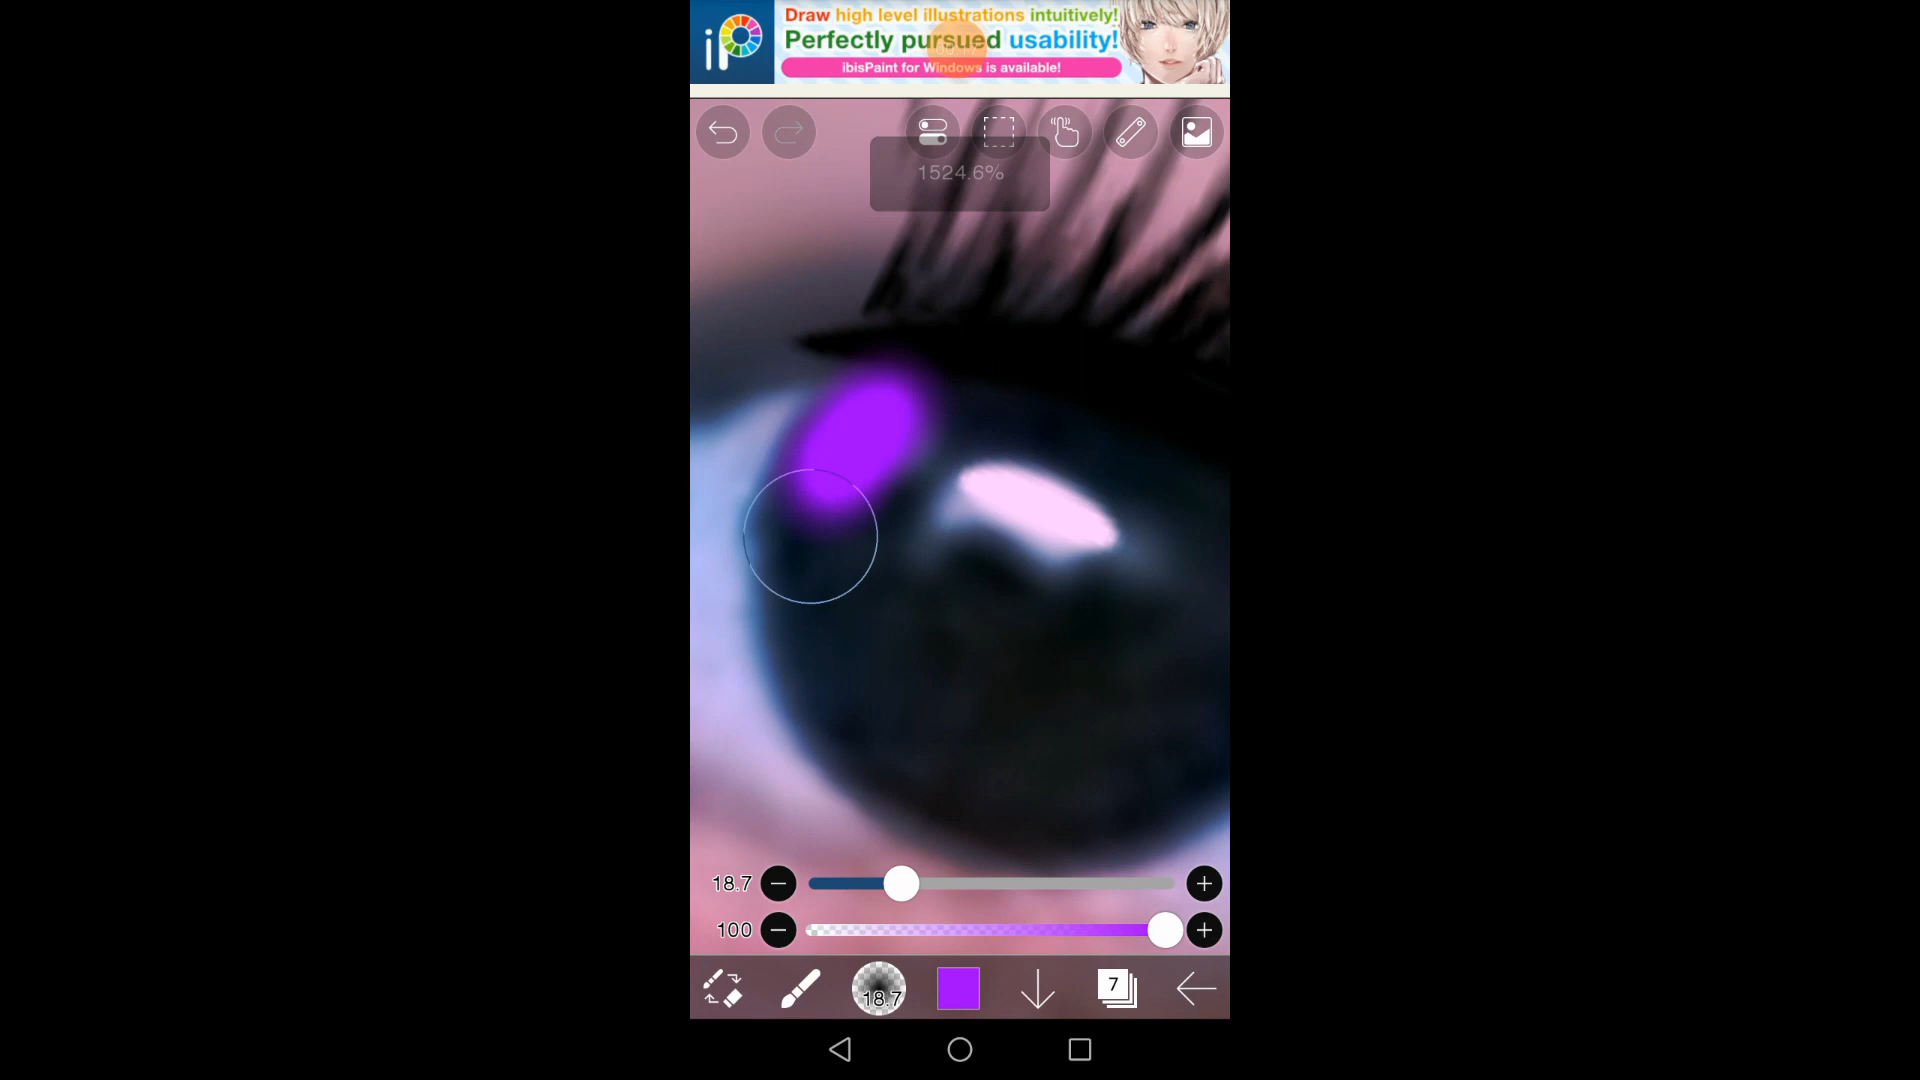 iP
Draw high level illustrations intuitively!
Perfectly pursued usability!
ibisPaint for Windows is available!
1524.6%
18.7
100
18.7
7